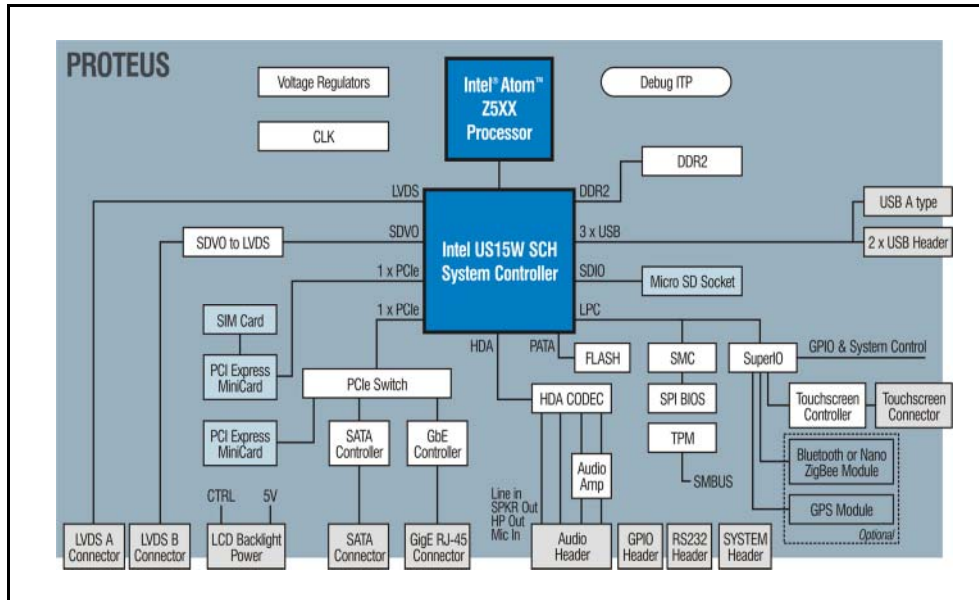 PROTEUS
Voltage Regulators
CLK
Intel® Atom™
Z5XX
Processor
Debug ITP
DDR2
LVDS
DDR2
USB A type
SDVO to LVDS
SDVO
Intel US15W SCH
System Controller
3 x USB
2 x USB Header
1 x PCIe
SDIO
Micro SD Socket
1 x PCIe
LPC
SIM Card
HDA
PATA
FLASH
SMC
SuperIO
GPIO & System Control
PCI Express
MiniCard
PCIe Switch
HDA CODEC
SPI BIOS
Touchscreen
Controller
Touchscreen
Connector
PCI Express
MiniCard
SATA
Controller
GbE
Controller
TPM
Audio
Amp
SMBUS
Bluetooth or Nano
ZigBee Module
GPS Module
Optional
CTRL
5V
Line in
SPKR Out
HP Out
Mic In
LVDS A
Connector
LVDS B
Connector
LCD Backlight
Power
SATA
Connector
GigE RJ-45
Connector
Audio
Header
GPIO
Header
RS232
Header
SYSTEM
Header